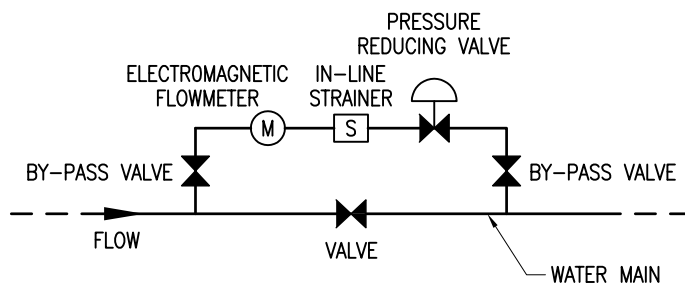 PRESSURE
REDUCING VALVE
ELECTROMAGNETIC
FLOWMETER
IN-LINE
STRAINER
M
S
BY-PASS VALVE
BY-PASS VALVE
FLOW
VALVE
WATER MAIN